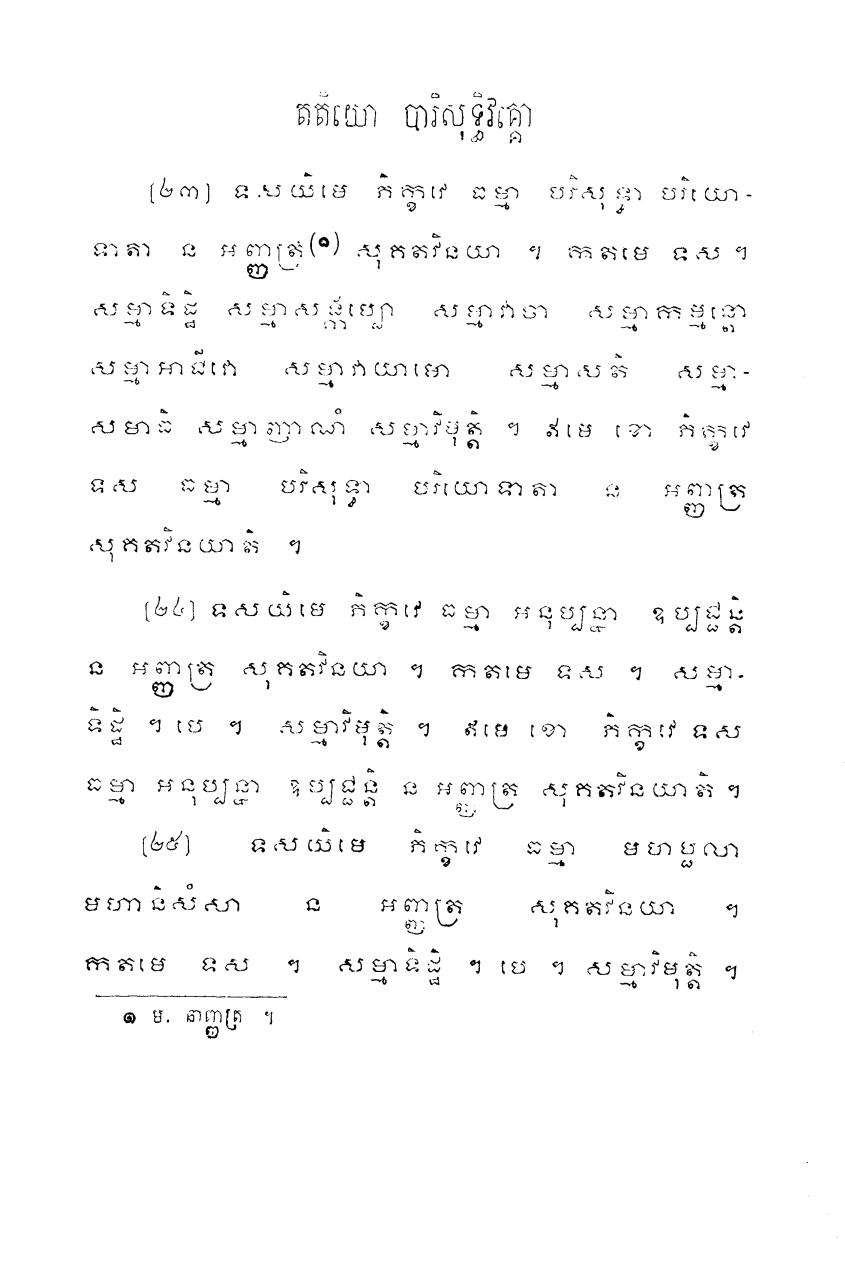 តតិយោ បារិសុទ្ធិវគ្គោ
[២៣] ទសយិមេ ភិក្ខវេ ធម្មា បរិសុទ្ធា បរិយោ-
ទាតា ន អញ្ញត្រ(១) សុគតវិនយា ។ កតមេ ទស ។
សម្មាទិដ្ឋិ សម្មាសង្កប្បោ សម្មាវាចា សម្មាកម្មន្តោ
សម្មាអាជីវោ សម្មាវាយាមោ សម្មាសតិ សម្មា-
សមាធិ សម្មាញាណំ សម្មាវិមុត្តិ ។ ឥមេ ខោ ភិក្ខវេ
ទស ធម្មា បរិសុទ្ធា បរិយោទាតា ន អញ្ញត្រ
សុគតវិនយាតិ ។
[២៤] ទសយិមេ ភិក្ខវេ ធម្មា អនុប្បន្នា ឧប្បជ្ជន្តិ
ន អញ្ញត្រ សុគតវិនយា ។ កតមេ ទស ។ សម្មា-
ទិដ្ឋិ ។ បេ ។ សម្មាវិមុត្តិ ។ ឥមេ ខោ ភិក្ខវេ ទស
ធម្មា អនុប្បន្នា ឧប្បជ្ជន្តិ ន អញ្ញត្រ សុគតវិនយាតិ ។
[២៥] ទសយិមេ ភិក្ខវេ ធម្មា មហប្ផលា
មហានិសំសា ន អញ្ញត្រ សុគតវិនយា ។
កតមេ ទស ។ សម្មាទិដ្ឋិ ។ បេ ។ សម្មាវិមុត្តិ ។
១ ម. នាញ្ញត្រ ។